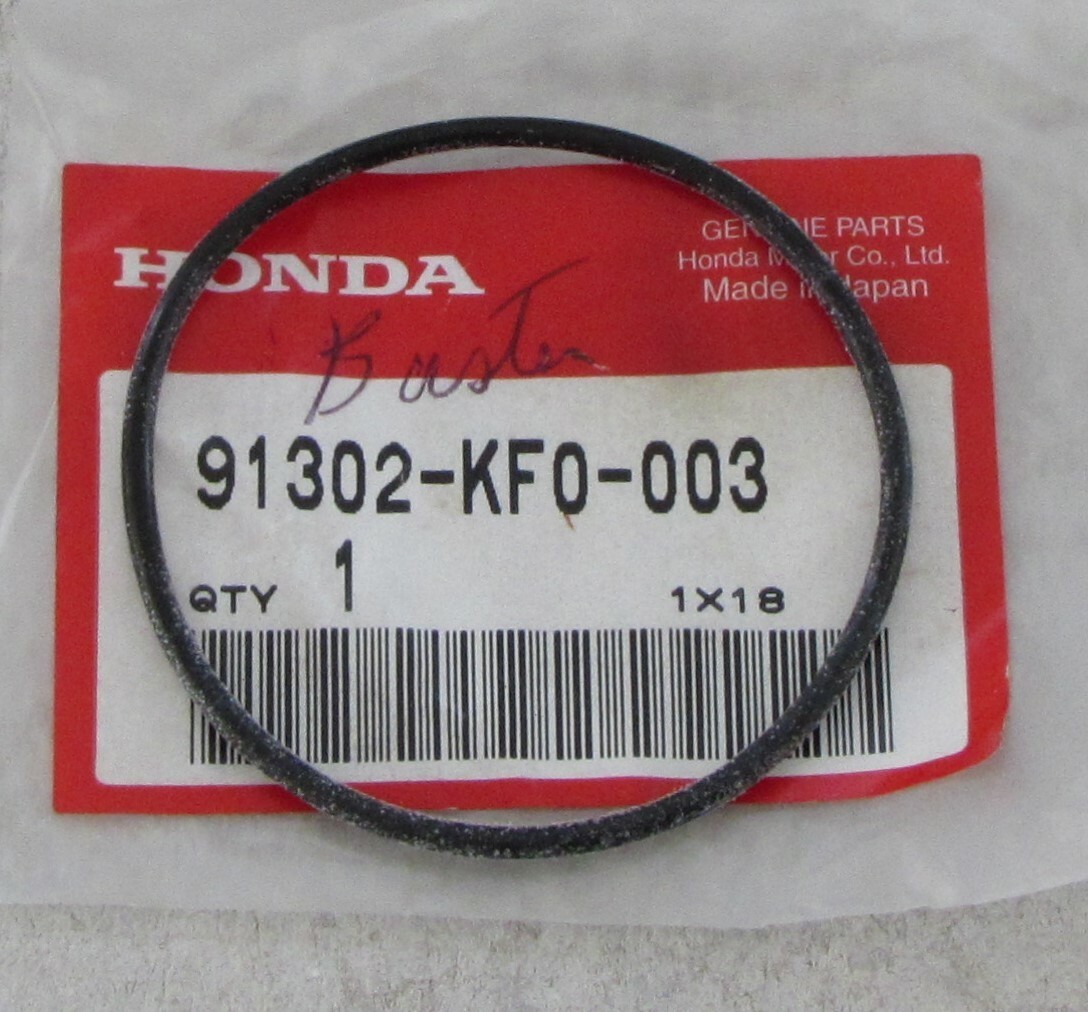 HONDA
GENUINE PARTS
Honda Motor Co., Ltd.
Made in Japan
91302-KF0-003
QTY 1 1X18